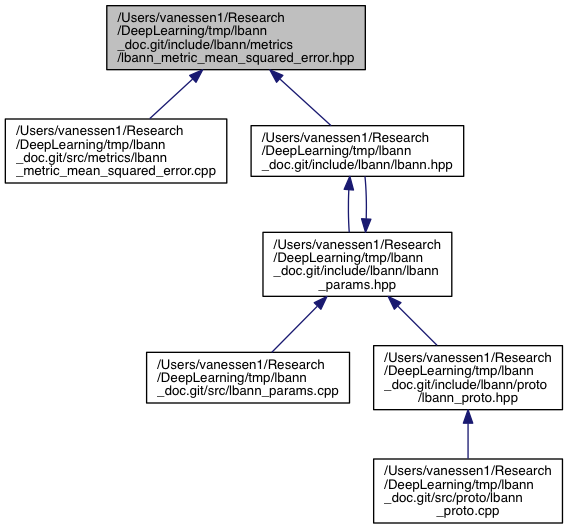 /Users/vanessen1/Research
/DeepLearning/tmp/lbann
_doc.git/include/lbann/metrics
/lbann_metric_mean_squared_error.hpp
/Users/vanessen1/Research
/DeepLearning/tmp/lbann
_doc.git/src/metrics/lbann
_metric_mean_squared_error.cpp
/Users/vanessen1/Research
/DeepLearning/tmp/lbann
_doc.git/include/lbann/lbann.hpp
/Users/vanessen1/Research
/DeepLearning/tmp/lbann
_doc.git/include/lbann/lbann
_params.hpp
/Users/vanessen1/Research
/DeepLearning/tmp/lbann
_doc.git/src/lbann_params.cpp
/Users/vanessen1/Research
/DeepLearning/tmp/lbann
_doc.git/include/lbann/proto
/lbann_proto.hpp
/Users/vanessen1/Research
/DeepLearning/tmp/lbann
_doc.git/src/proto/lbann
_proto.cpp